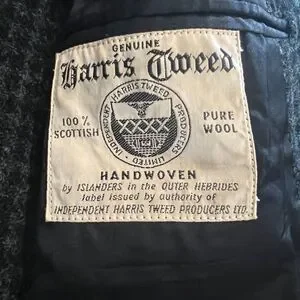 GENUINE
Harris Tweed
100%
SCOTTISH
HARRIS TWEED PRODUCERS LIMITED
PURE
WOOL
HANDWOVEN
by ISLANDERS in the OUTER HEBRIDES
label issued by authority of
INDEPENDENT HARRIS TWEED PRODUCERS LTD.